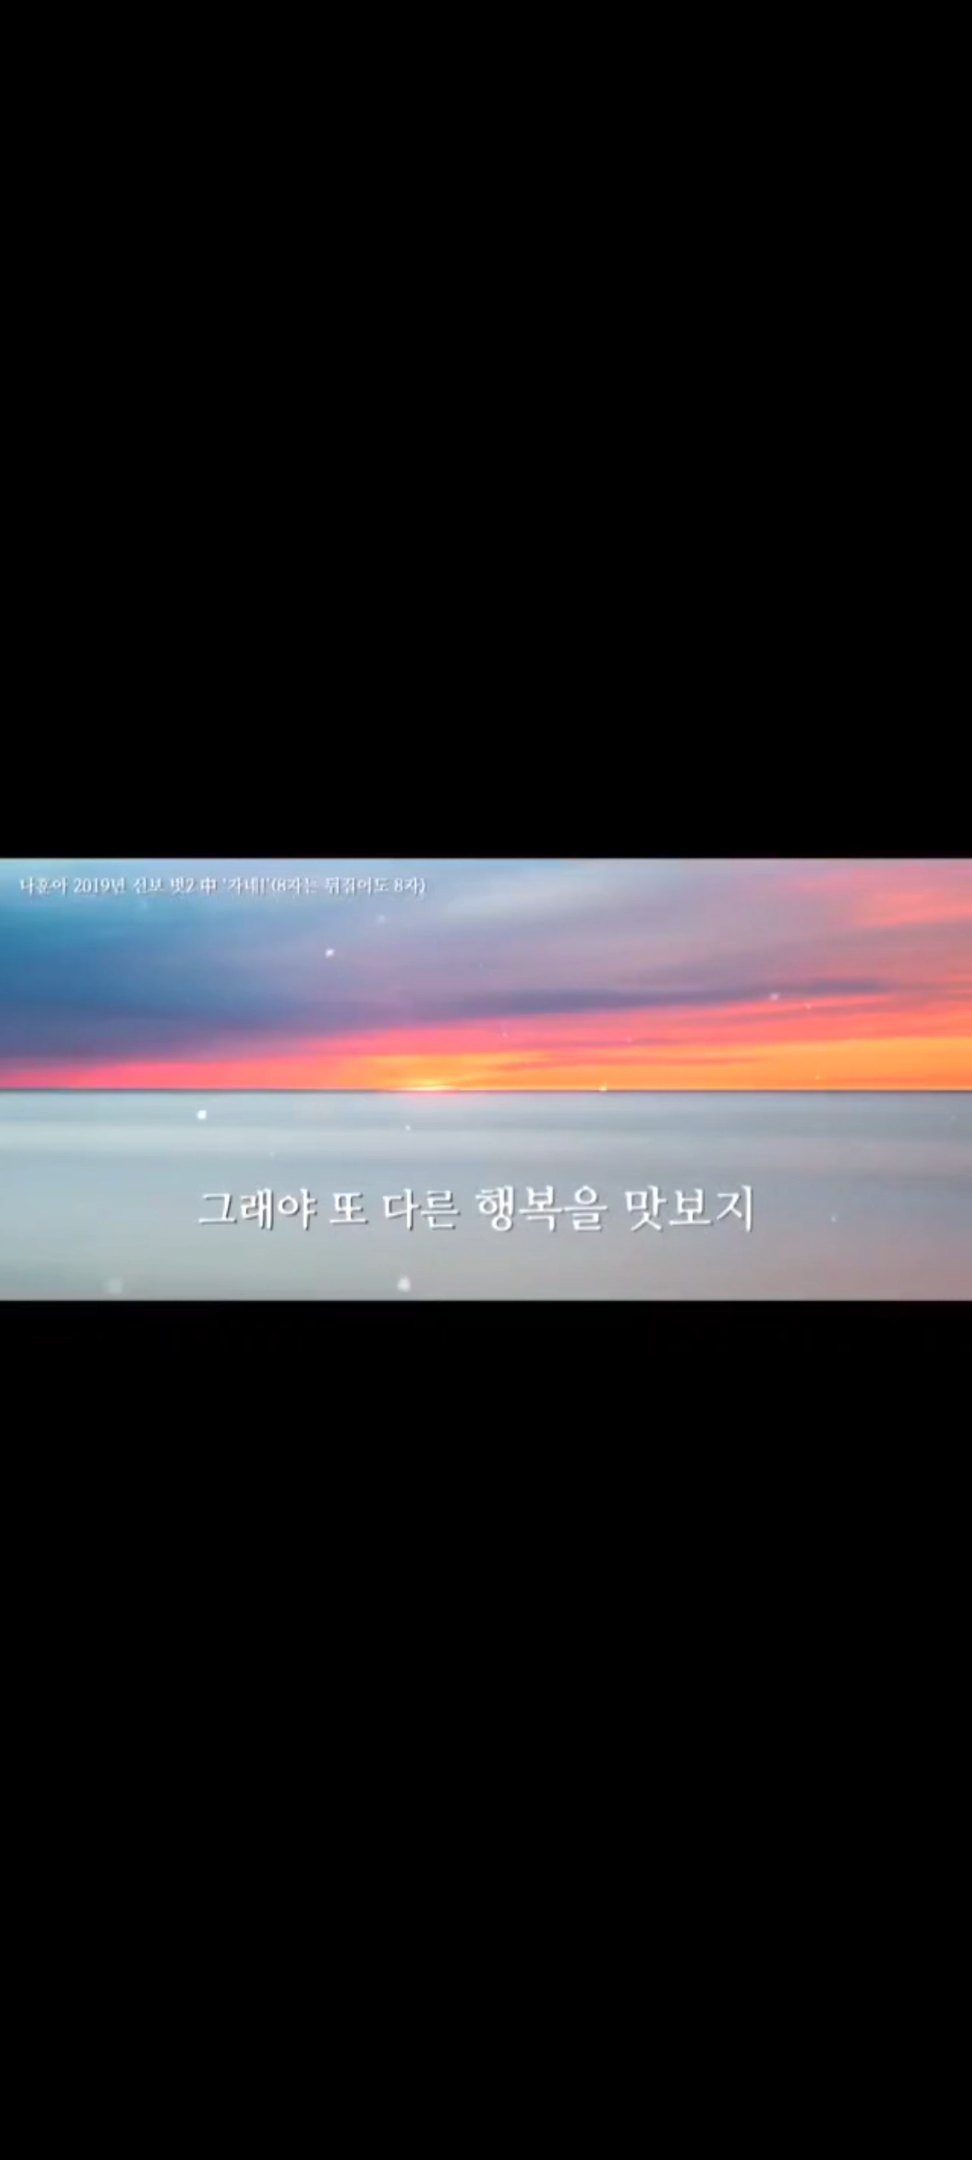 나훈아 2019년 신보 벗2 中 '자네!'(8자는 뒤집어도 8자)
그래야 또 다른 행복을 맛보지